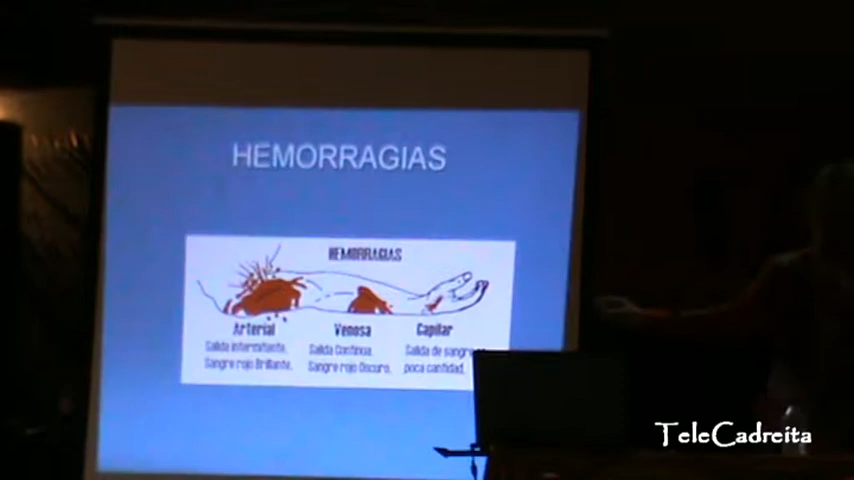 HEMORRAGIAS
HEMORRAGIAS
Arterial
Salida intermitente.
Sangre rojo Brillante.
Venosa
Salida Continua.
Sangre rojo Oscuro.
Capilar
Salida de sangre
poca cantidad.
TeleCadreita